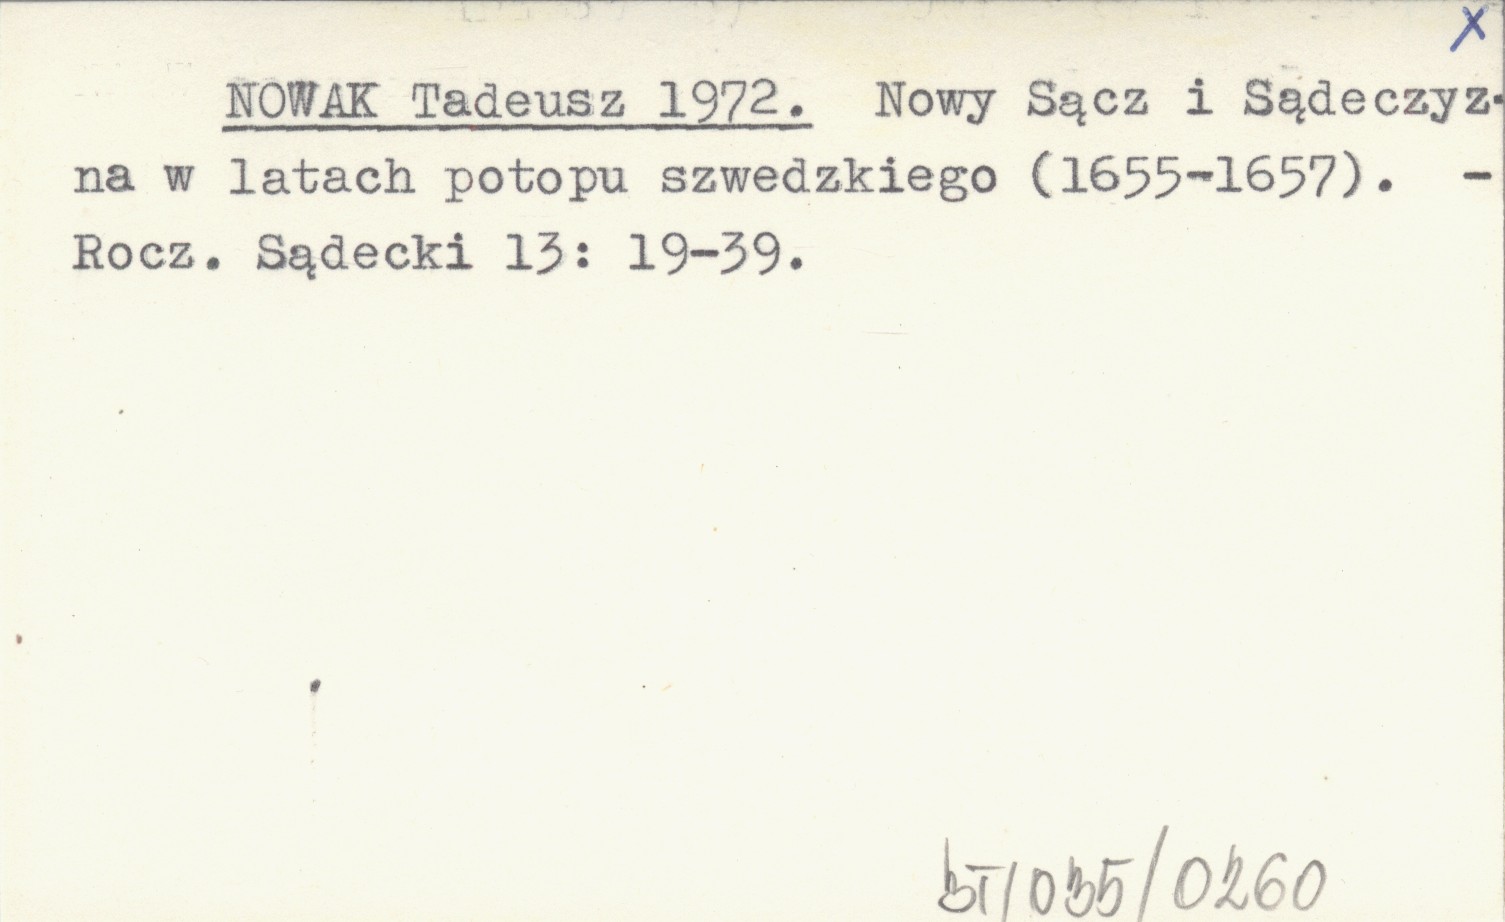 x
NOWAK Tadeusz 1972. Nowy Sącz i Sądeczyz-
na w latach potopu szwedzkiego (1655-1657). -
Rocz. Sądecki 13: 19-39.
BT/035/0260